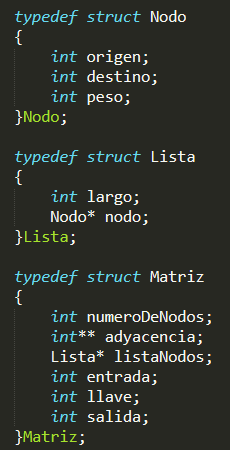 typedef struct Nodo
{
    int origen;
    int destino;
    int peso;
}Nodo;

typedef struct Lista
{
    int largo;
    Nodo* nodo;
}Lista;

typedef struct Matriz
{
    int numeroDeNodos;
    int** adyacencia;
    Lista* listaNodos;
    int entrada;
    int llave;
    int salida;
}Matriz;